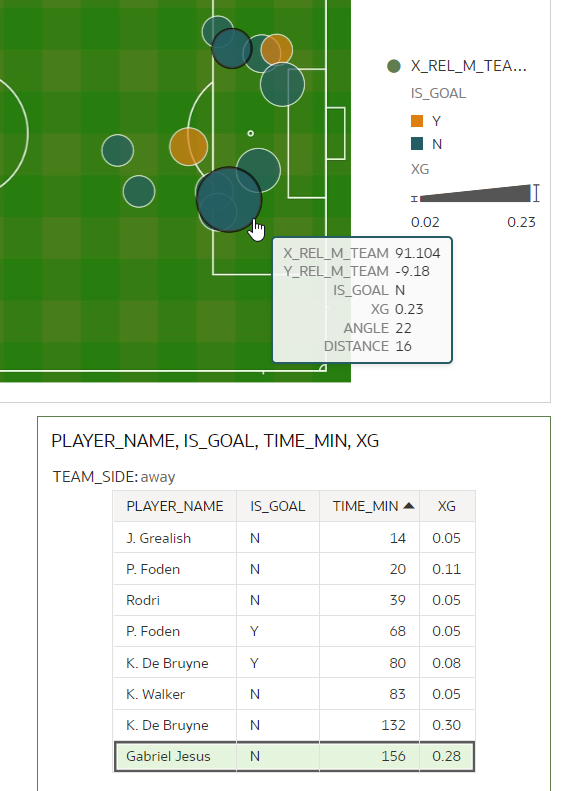 X_REL_M_TEA...
IS_GOAL
Y
N
XG
0.02 0.23
X_REL_M_TEAM 91.104
Y_REL_M_TEAM -9.18
IS_GOAL N
XG 0.23
ANGLE 22
DISTANCE 16
PLAYER_NAME, IS_GOAL, TIME_MIN, XG
TEAM_SIDE: away
PLAYER_NAME IS_GOAL TIME_MIN XG
J. Grealish N 14 0.05
P. Foden N 20 0.11
Rodri N 39 0.05
P. Foden Y 68 0.05
K. De Bruyne Y 80 0.08
K. Walker N 83 0.05
K. De Bruyne N 132 0.30
Gabriel Jesus N 156 0.28